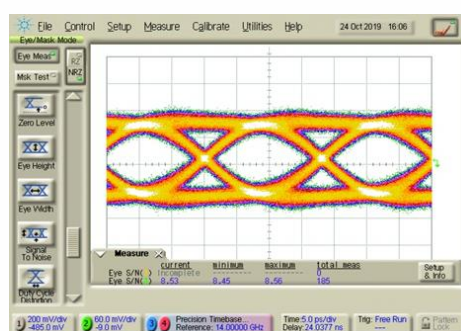 File Control Setup Measure Calibrate Utilities Help 24 Oct 2019 16:06
Eye/Mask Mode
Eye Meas
RZ
NRZ
Msk Test
Zero Level
Eye Height
Eye Width
Signal
To Noise
Duty Cycle
Distortion
Measure
current minimum maximum total meas
Eye S/N( ) Incomplete -------- -------- 0
Eye S/N( ) 8.53 8.45 8.56 185
Setup
& Info
1 200 mV/div
-485.0 mV
2 60.0 mV/div
-9.0 mV
3 4 Precision Timebase...
Reference: 14.00000 GHz
Time:5.0 ps/div
Delay:24.0377 ns
Trig: Free Run
---
Pattern
Lock